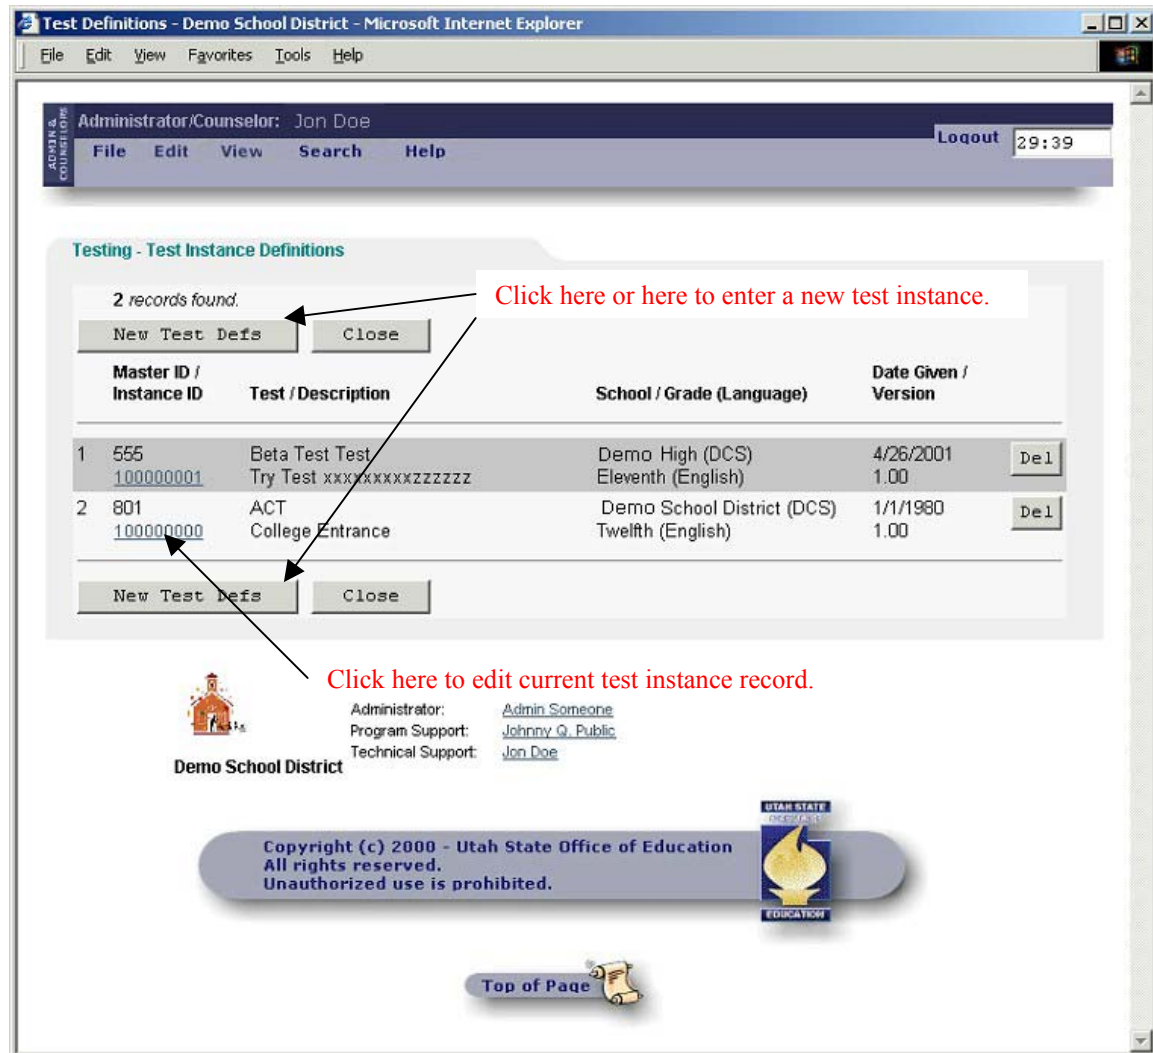 Test Definitions - Demo School District - Microsoft Internet Explorer
File Edit View Favorites Tools Help
ADMIN & COUNSELORS
Administrator/Counselor: Jon Doe
File Edit View Search Help
Logout 29:39
Testing - Test Instance Definitions
2 records found.
Click here or here to enter a new test instance.
New Test Defs Close
Master ID / Date Given /
Instance ID Test / Description School / Grade (Language) Version
1 555 Beta Test Test Demo High (DCS) 4/26/2001 Del
100000001 Try Test xxxxxxxxxzzzzzz Eleventh (English) 1.00
2 801 ACT Demo School District (DCS) 1/1/1980 Del
100000000 College Entrance Twelfth (English) 1.00
New Test Defs Close
Click here to edit current test instance record.
Administrator: Admin Someone
Program Support: Johnny Q. Public
Technical Support: Jon Doe
Demo School District
UTAH STATE
Copyright (c) 2000 - Utah State Office of Education
All rights reserved.
Unauthorized use is prohibited.
EDUCATION
Top of Page